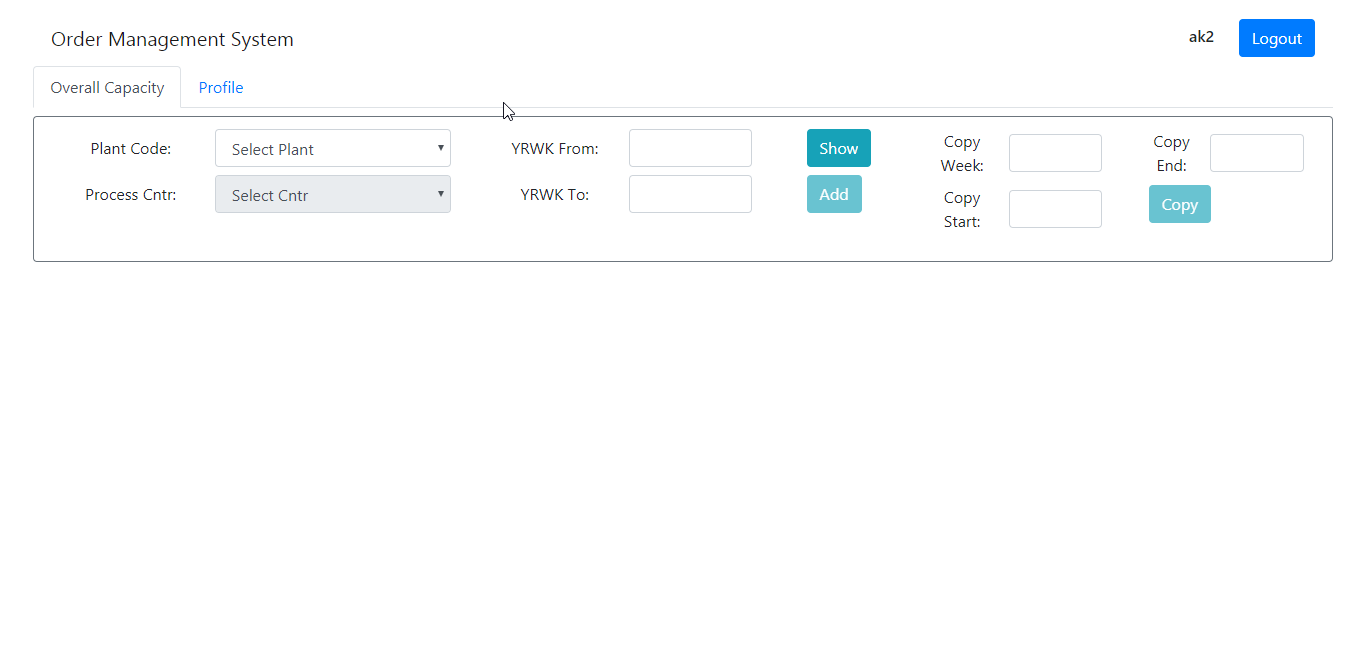 Order Management System
ak2
Logout
Overall Capacity
Profile
Plant Code:
Select Plant
YRWK From:
Show
Copy
Week:
Copy
End:
Process Cntr:
Select Cntr
YRWK To:
Add
Copy
Start:
Copy